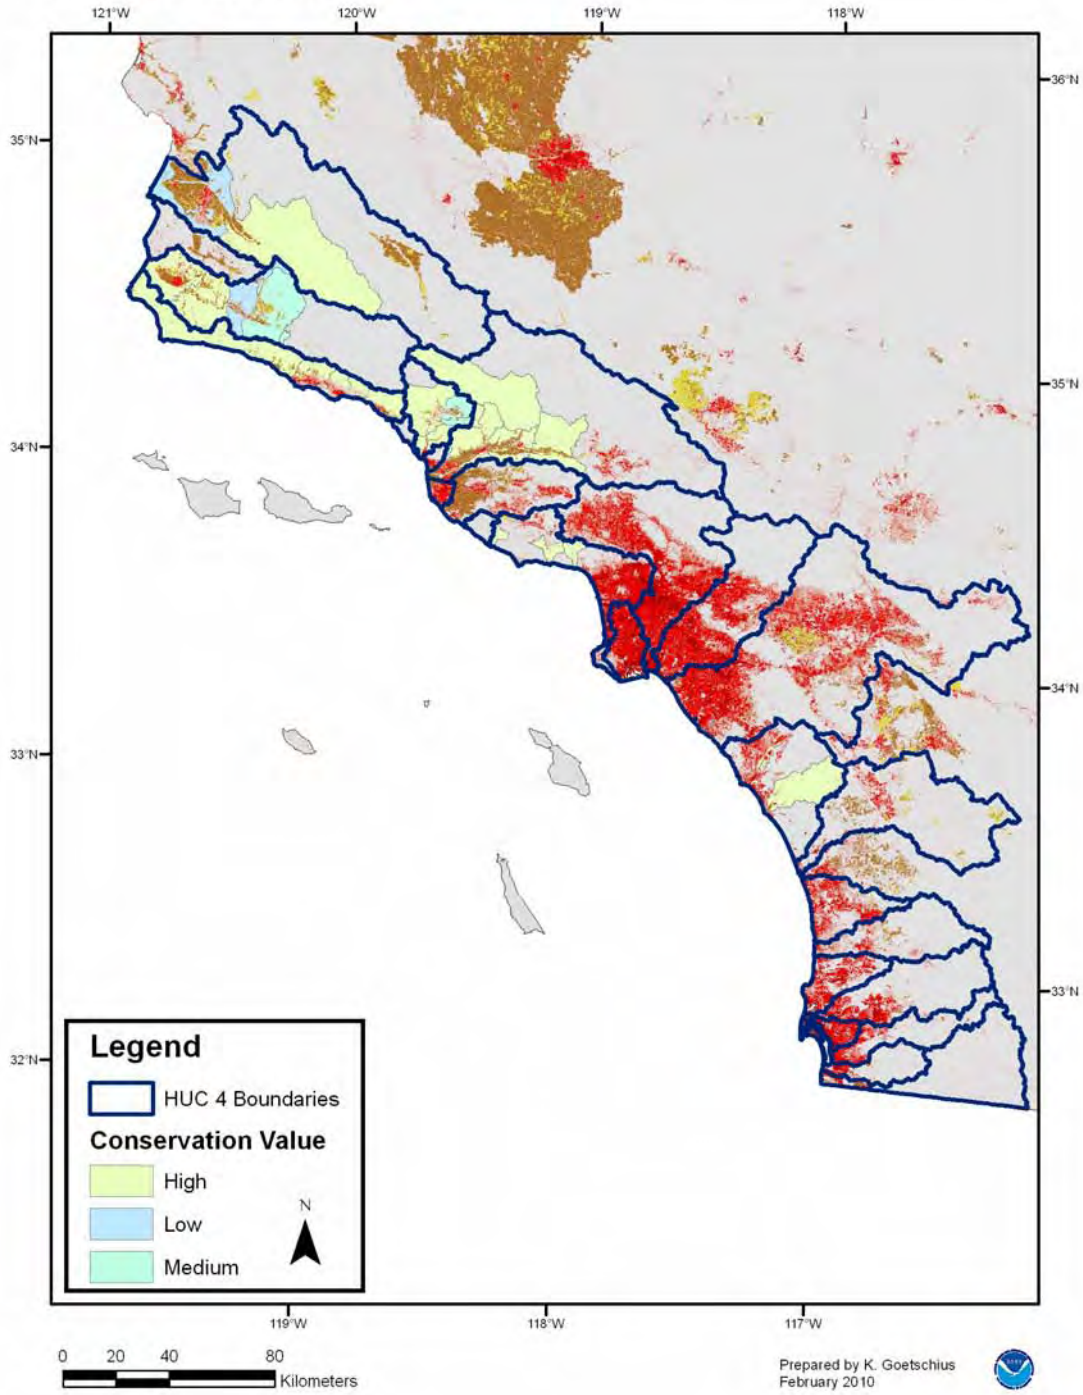 121°W 120°W 119°W 118°W
36°N
35°N
35°N
34°N
34°N
33°N
33°N
32°N
Legend
HUC 4 Boundaries
Conservation Value
High
Low
Medium
N
119°W 118°W 117°W
0 20 40 80
Kilometers
Prepared by K. Goetschius
February 2010